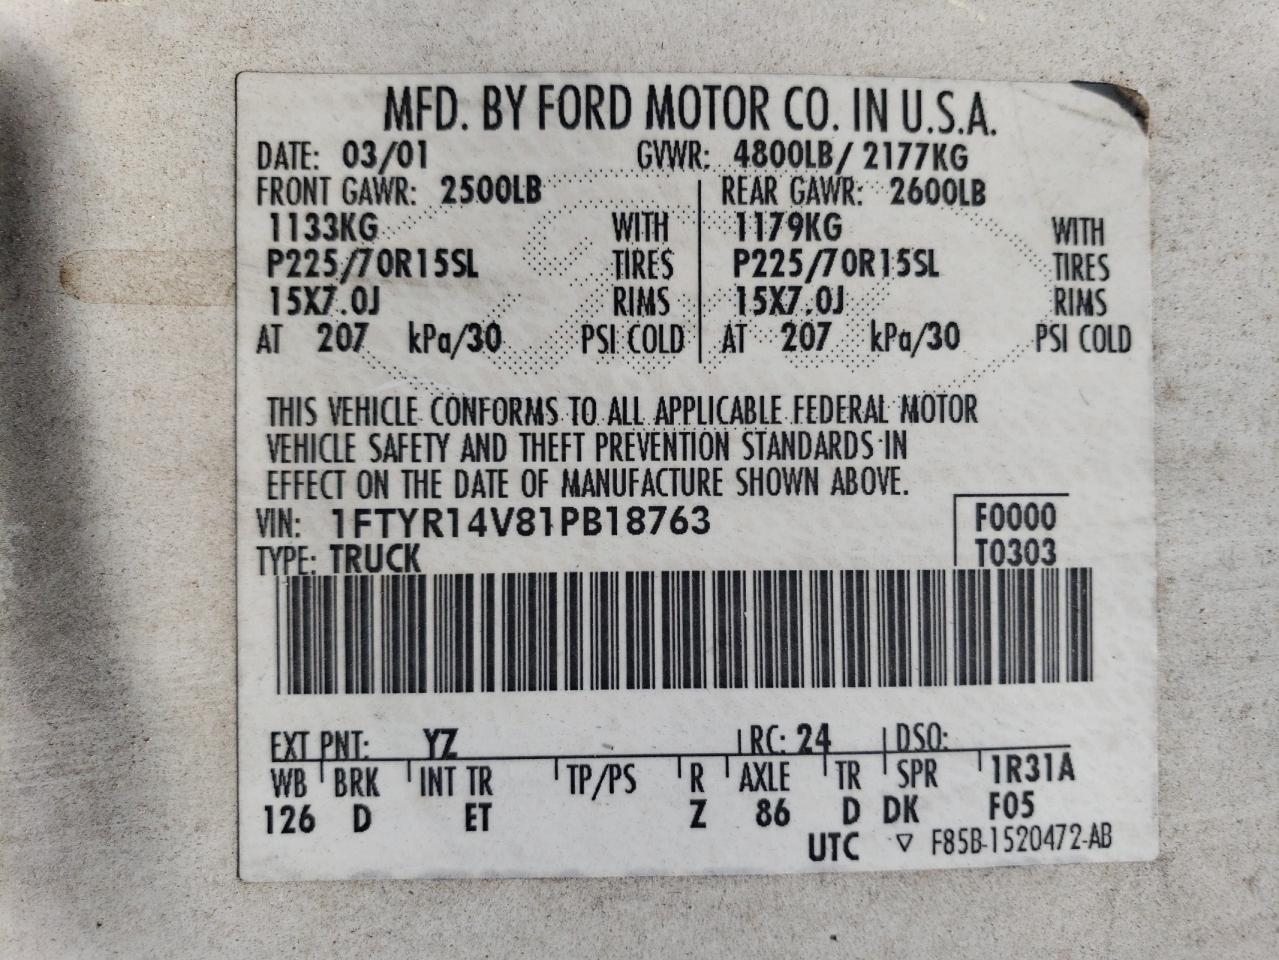 MFD. BY FORD MOTOR CO. IN U.S.A.
DATE: 03/01 GVWR: 4800LB/ 2177KG
FRONT GAWR: 2500LB REAR GAWR: 2600LB
1133KG WITH 1179KG WITH
P225/70R15SL TIRES P225/70R15SL TIRES
15X7.0J RIMS 15X7.0J RIMS
AT 207 kPa/30 PSI COLD AT 207 kPa/30 PSI COLD
THIS VEHICLE CONFORMS TO ALL APPLICABLE FEDERAL MOTOR
VEHICLE SAFETY AND THEFT PREVENTION STANDARDS IN
EFFECT ON THE DATE OF MANUFACTURE SHOWN ABOVE.
VIN: 1FTYR14V81PB18763 F0000
TYPE: TRUCK T0303
EXT PNT: YZ RC: 24 DSO:
WB BRK INT TR TP/PS R AXLE TR SPR 1R31A
126 D ET Z 86 D DK F05
UTC ▽ F85B-1520472-AB